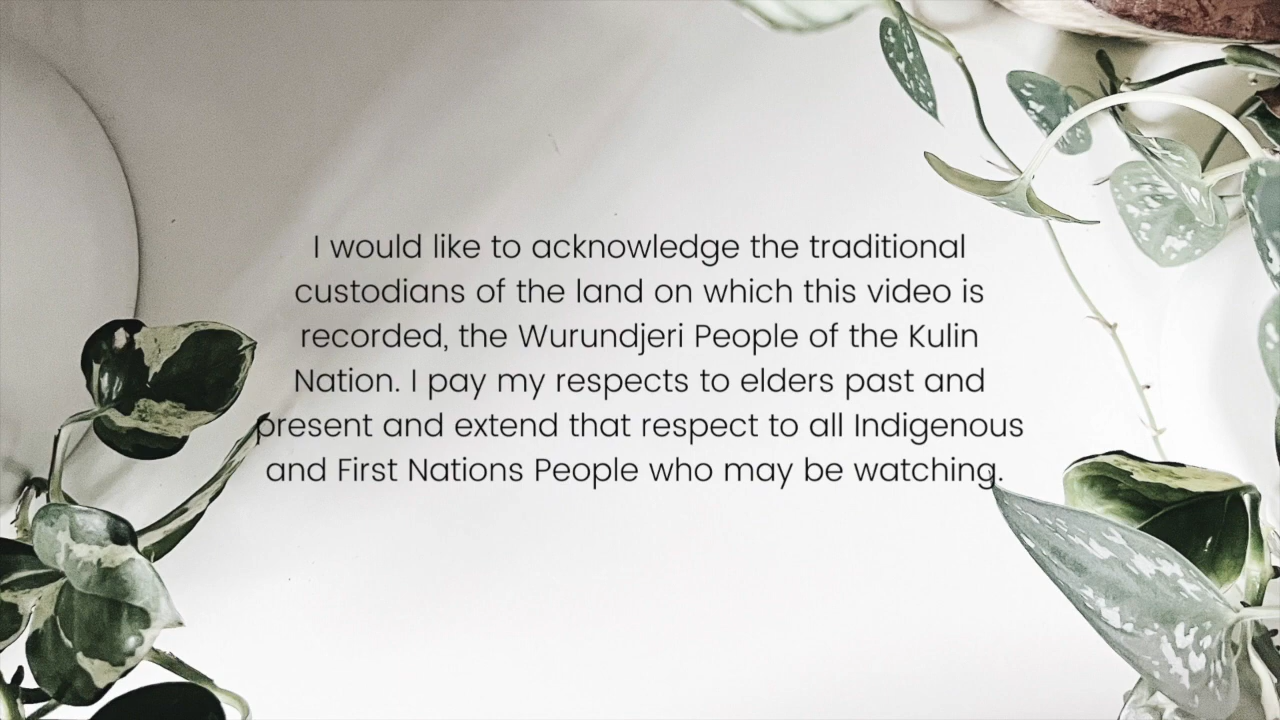 I would like to acknowledge the traditional
custodians of the land on which this video is
recorded, the Wurundjeri People of the Kulin
Nation. I pay my respects to elders past and
present and extend that respect to all Indigenous
and First Nations People who may be watching.